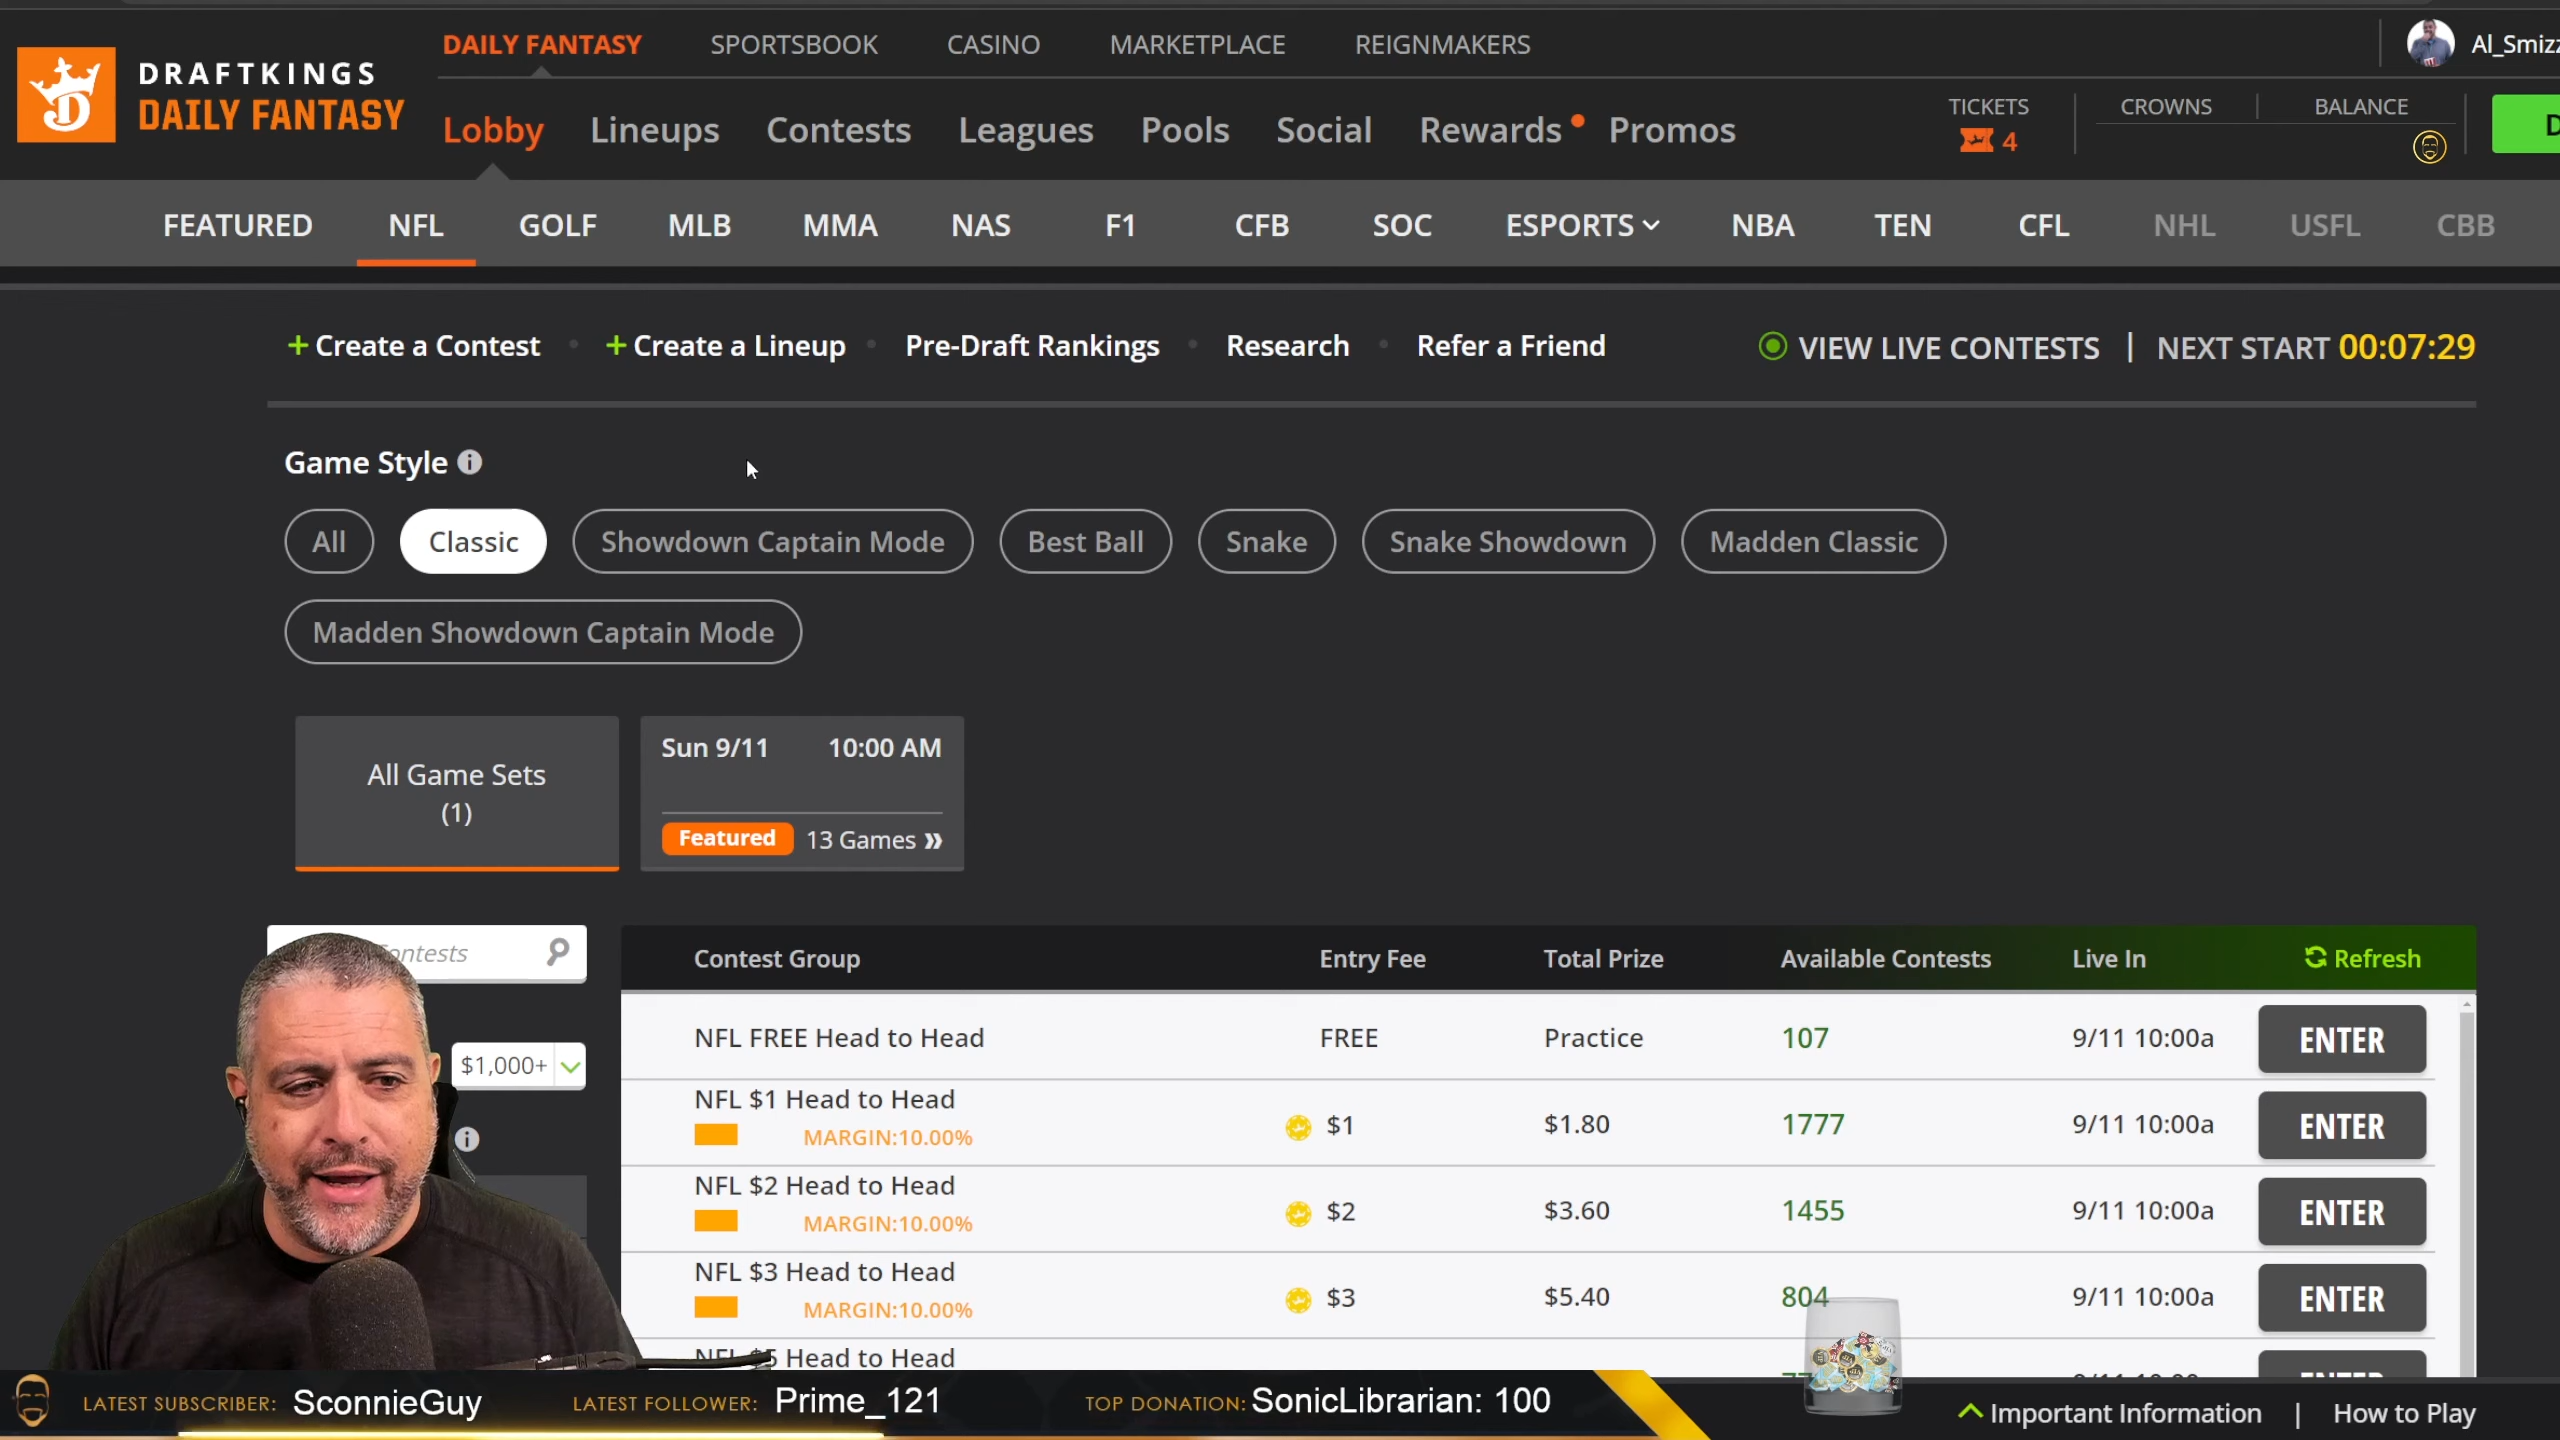 DAILY FANTASY SPORTSBOOK CASINO MARKETPLACE REIGNMAKERS Al_Smizz
DRAFTKINGS
DAILY FANTASY
Lobby Lineups Contests Leagues Pools Social Rewards Promos
TICKETS CROWNS BALANCE
4
FEATURED NFL GOLF MLB MMA NAS F1 CFB SOC ESPORTS NBA TEN CFL NHL USFL CBB
+ Create a Contest + Create a Lineup Pre-Draft Rankings Research Refer a Friend VIEW LIVE CONTESTS | NEXT START 00:07:29
Game Style
All Classic Showdown Captain Mode Best Ball Snake Snake Showdown Madden Classic
Madden Showdown Captain Mode
All Game Sets
(1)
Sun 9/11 10:00 AM
Featured 13 Games »
ontests
$1,000+
Contest Group Entry Fee Total Prize Available Contests Live In Refresh
NFL FREE Head to Head FREE Practice 107 9/11 10:00a ENTER
NFL $1 Head to Head
MARGIN:10.00% $1 $1.80 1777 9/11 10:00a ENTER
NFL $2 Head to Head
MARGIN:10.00% $2 $3.60 1455 9/11 10:00a ENTER
NFL $3 Head to Head
MARGIN:10.00% $3 $5.40 804 9/11 10:00a ENTER
NFL $5 Head to Head
LATEST SUBSCRIBER: SconnieGuy LATEST FOLLOWER: Prime_121 TOP DONATION: SonicLibrarian: 100
Important Information | How to Play